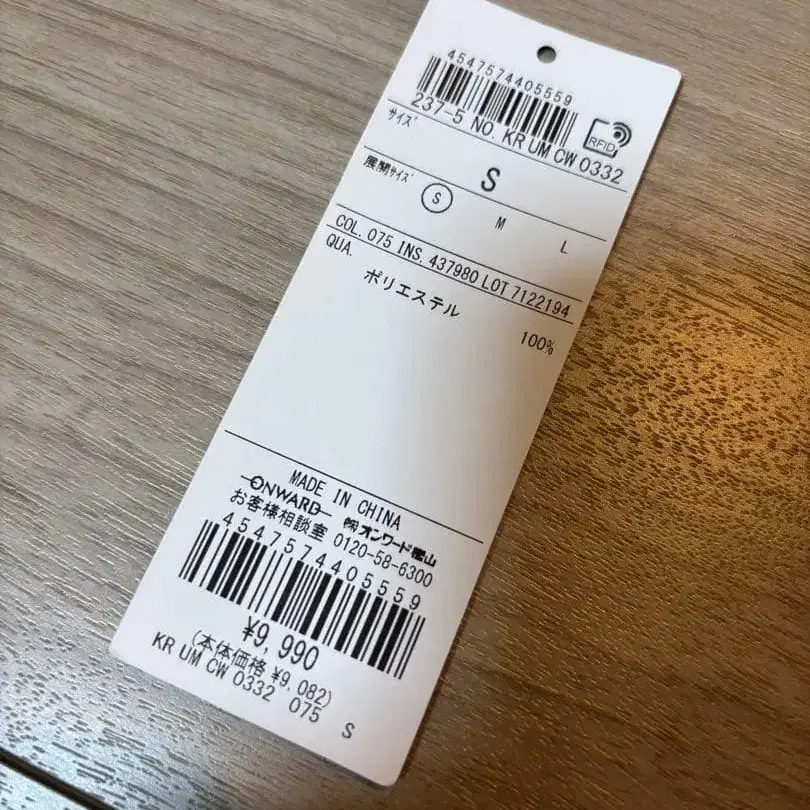 4547574405559
237-5 NO. KR UM CW 0332
RFID
サイズ
S
展開サイズ
S M L
COL. 075 INS. 437980 LOT 7122194
QUA.
ポリエステル 100%
MADE IN CHINA
ONWARD ㈱オンワード樫山
お客様相談室 0120-58-6300
4547574405559
¥9,990
(本体価格 ¥9,082)
KR UM CW 0332 075 S